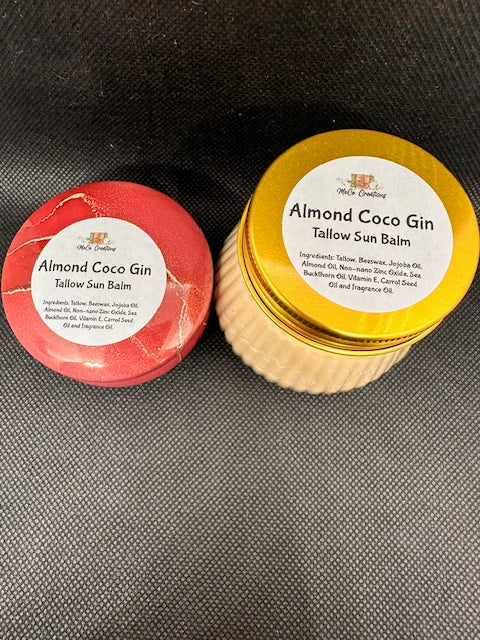 MoCo Creations
Almond Coco Gin
Tallow Sun Balm
Ingredients: Tallow, Beeswax, Jojoba Oil,
Almond Oil, Non-nano Zinc Oxide, Sea
Buckthorn Oil, Vitamin E, Carrot Seed
Oil and fragrance Oil.
MoCo Creations
Almond Coco Gin
Tallow Sun Balm
Ingredients: Tallow, Beeswax, Jojoba Oil,
Almond Oil, Non-nano Zinc Oxide, Sea
Buckthorn Oil, Vitamin E, Carrot Seed
Oil and fragrance Oil.